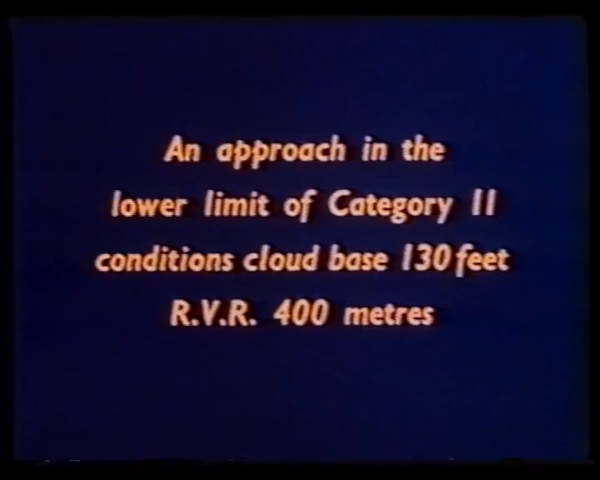 An approach in the
lower limit of Category II
conditions cloud base 130 feet
R.V.R. 400 metres